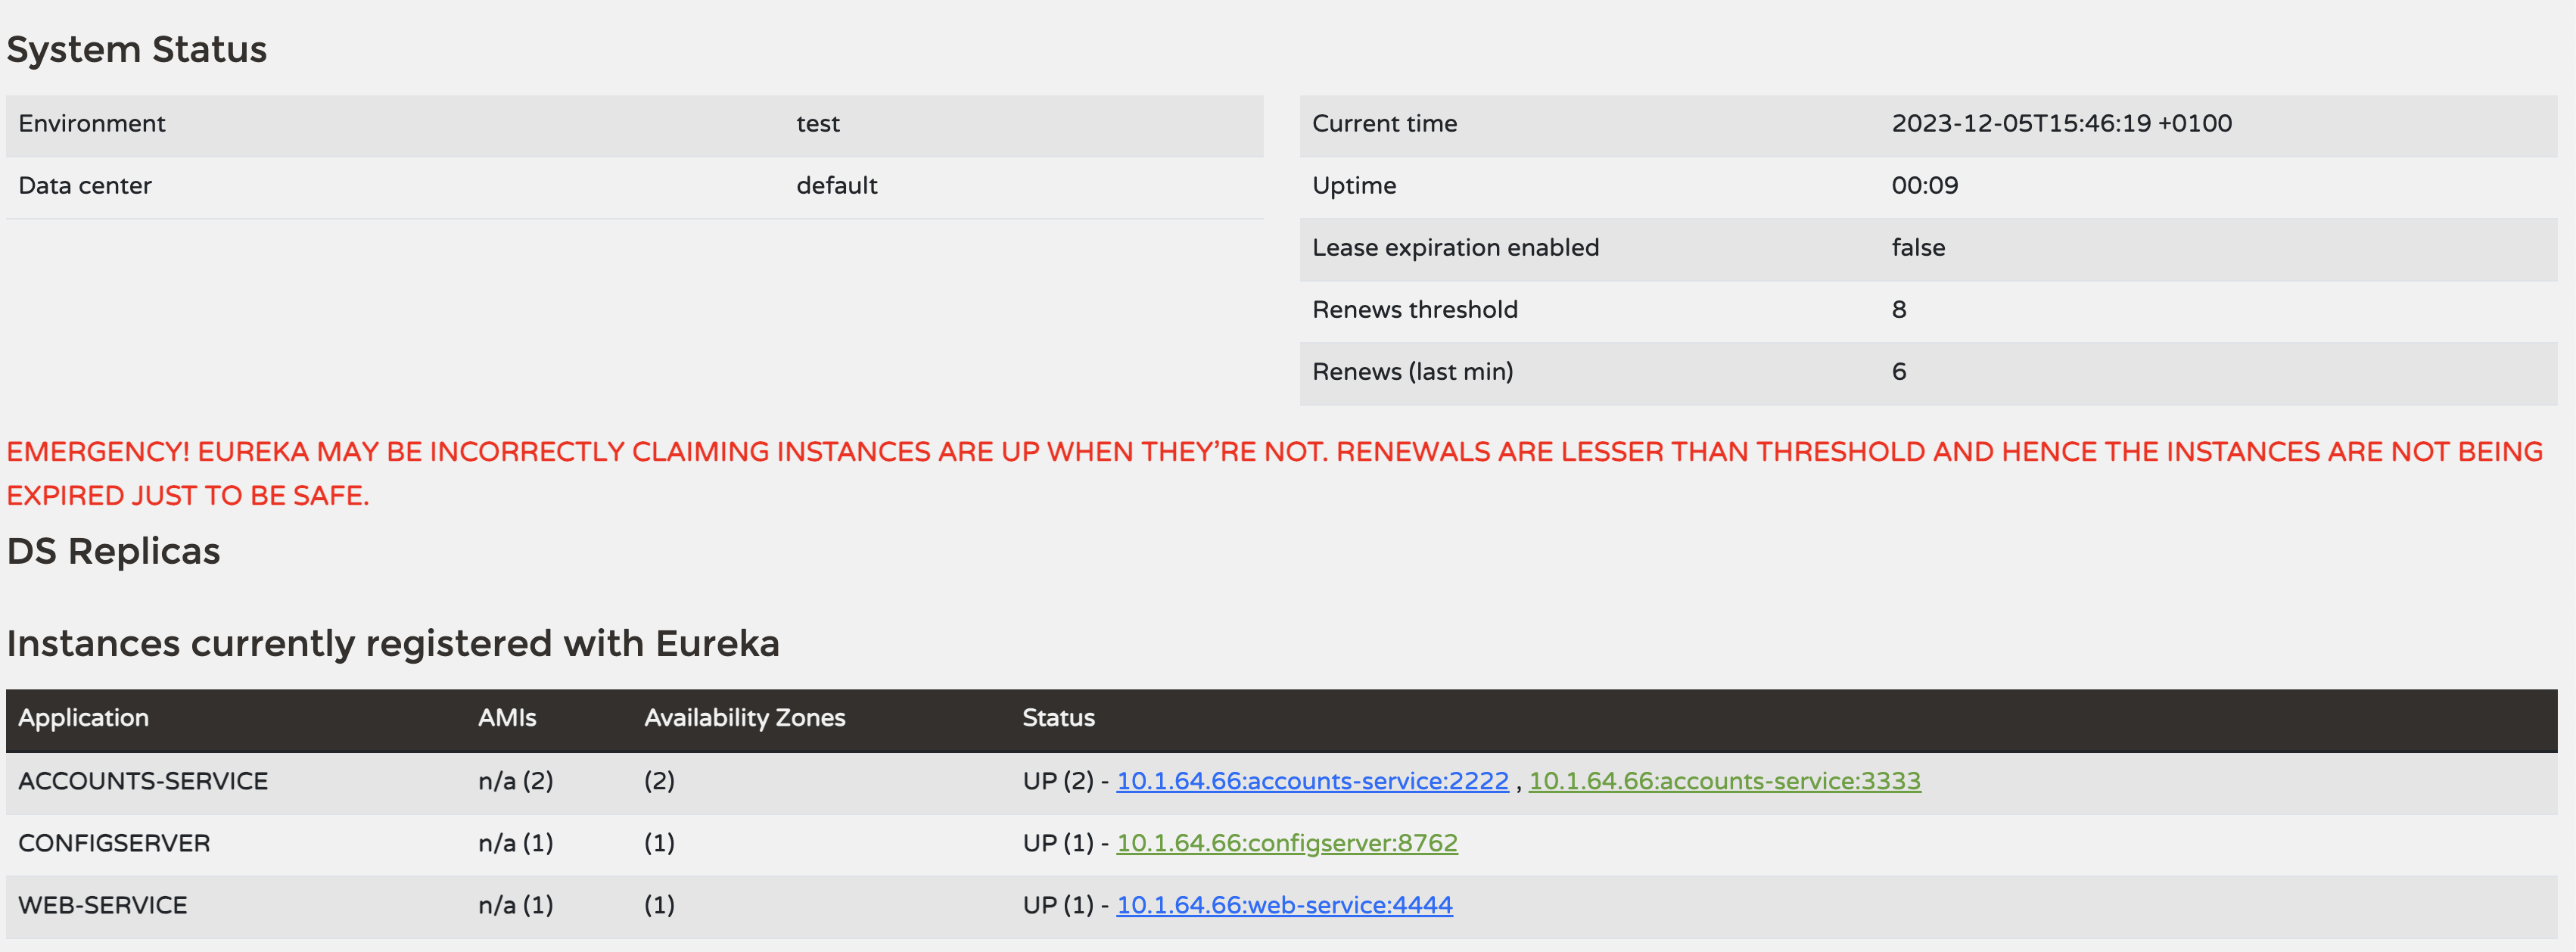 System Status
Environment test
Data center default
Current time 2023-12-05T15:46:19 +0100
Uptime 00:09
Lease expiration enabled false
Renews threshold 8
Renews (last min) 6
EMERGENCY! EUREKA MAY BE INCORRECTLY CLAIMING INSTANCES ARE UP WHEN THEY’RE NOT. RENEWALS ARE LESSER THAN THRESHOLD AND HENCE THE INSTANCES ARE NOT BEING
EXPIRED JUST TO BE SAFE.
DS Replicas
Instances currently registered with Eureka
Application AMIs Availability Zones Status
ACCOUNTS-SERVICE n/a (2) (2) UP (2) - 10.1.64.66:accounts-service:2222 , 10.1.64.66:accounts-service:3333
CONFIGSERVER n/a (1) (1) UP (1) - 10.1.64.66:configserver:8762
WEB-SERVICE n/a (1) (1) UP (1) - 10.1.64.66:web-service:4444